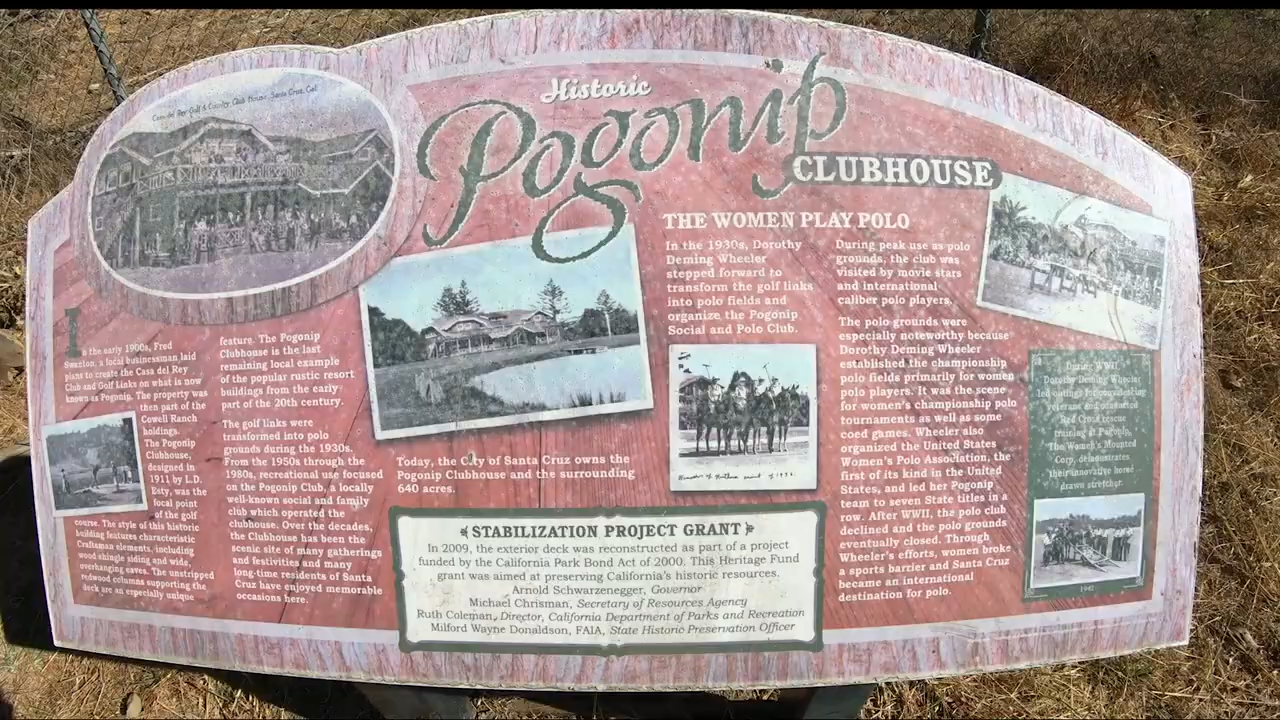 Casa del Rey Golf & Country Club House, Santa Cruz, Cal.
Historic
Pogonip
CLUBHOUSE
In the early 1900s, Fred
Swanton, a local businessman laid
plans to create the Casa del Rey
Club and Golf Links on what is now
known as Pogonip. The property was
then part of the
Cowell Ranch
holdings.
The Pogonip
Clubhouse,
designed in
1911 by L.D.
Esty, was the
focal point
of the golf
course. The style of this historic
building features characteristic
Craftsman elements, including
wood shingle siding and wide,
overhanging eaves. The unstripped
redwood columns supporting the
deck are an especially unique
feature. The Pogonip
Clubhouse is the last
remaining local example
of the popular rustic resort
buildings from the early
part of the 20th century.
The golf links were
transformed into polo
grounds during the 1930s.
From the 1950s through the
1980s, recreational use focused
on the Pogonip Club, a locally
well-known social and family
club which operated the
clubhouse. Over the decades,
the Clubhouse has been the
scenic site of many gatherings
and festivities and many
long-time residents of Santa
Cruz have enjoyed memorable
occasions here.
Today, the City of Santa Cruz owns the
Pogonip Clubhouse and the surrounding
640 acres.
STABILIZATION PROJECT GRANT
In 2009, the exterior deck was reconstructed as part of a project
funded by the California Park Bond Act of 2000. This Heritage Fund
grant was aimed at preserving California's historic resources.
Arnold Schwarzenegger, Governor
Michael Chrisman, Secretary of Resources Agency
Ruth Coleman, Director, California Department of Parks and Recreation
Milford Wayne Donaldson, FAIA, State Historic Preservation Officer
THE WOMEN PLAY POLO
In the 1930s, Dorothy
Deming Wheeler
stepped forward to
transform the golf links
into polo fields and
organize the Pogonip
Social and Polo Club.
During peak use as polo
grounds, the club was
visited by movie stars
and international
caliber polo players.
The polo grounds were
especially noteworthy because
Dorothy Deming Wheeler
established the championship
polo fields primarily for women
polo players. It was the scene
for women's championship polo
tournaments as well as some
coed games. Wheeler also
organized the United States
Women's Polo Association, the
first of its kind in the United
States, and led her Pogonip
team to seven State titles in a
row. After WWII, the polo club
declined and the polo grounds
eventually closed. Through
Wheeler's efforts, women broke
a sports barrier and Santa Cruz
became an international
destination for polo.
During WWII,
Dorothy Deming Wheeler
led outings for convalescing
veterans and conducted
Red Cross rescue
training at Pogonip.
The Women's Mounted
Corp, demonstrates
their innovative horse
drawn stretcher.